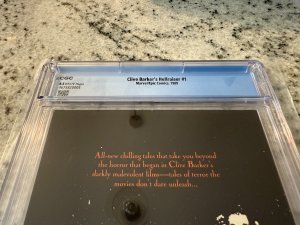 CGC
Clive Barker's Hellraiser #1
Marvel/Epic Comics, 1989
All-new chilling tales that take you beyond
the horror that began in Clive Barker's
darkly malevolent films—tales of terror the
movies don't dare unleash...